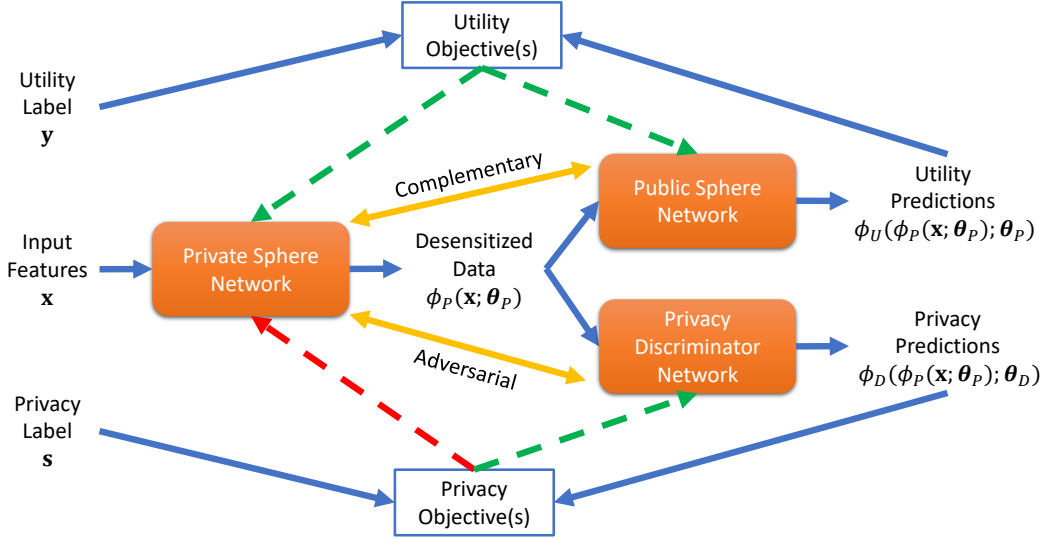 Utility
Objective(s)
Utility
Label
𝐲
Complementary
Public Sphere
Network
Utility
Predictions
𝜙_U(𝜙_P(𝐱; 𝜽_P); 𝜽_P)
Input
Features
𝐱
Private Sphere
Network
Desensitized
Data
𝜙_P(𝐱; 𝜽_P)
Adversarial
Privacy
Discriminator
Network
Privacy
Predictions
𝜙_D(𝜙_P(𝐱; 𝜽_P); 𝜽_D)
Privacy
Label
𝐬
Privacy
Objective(s)